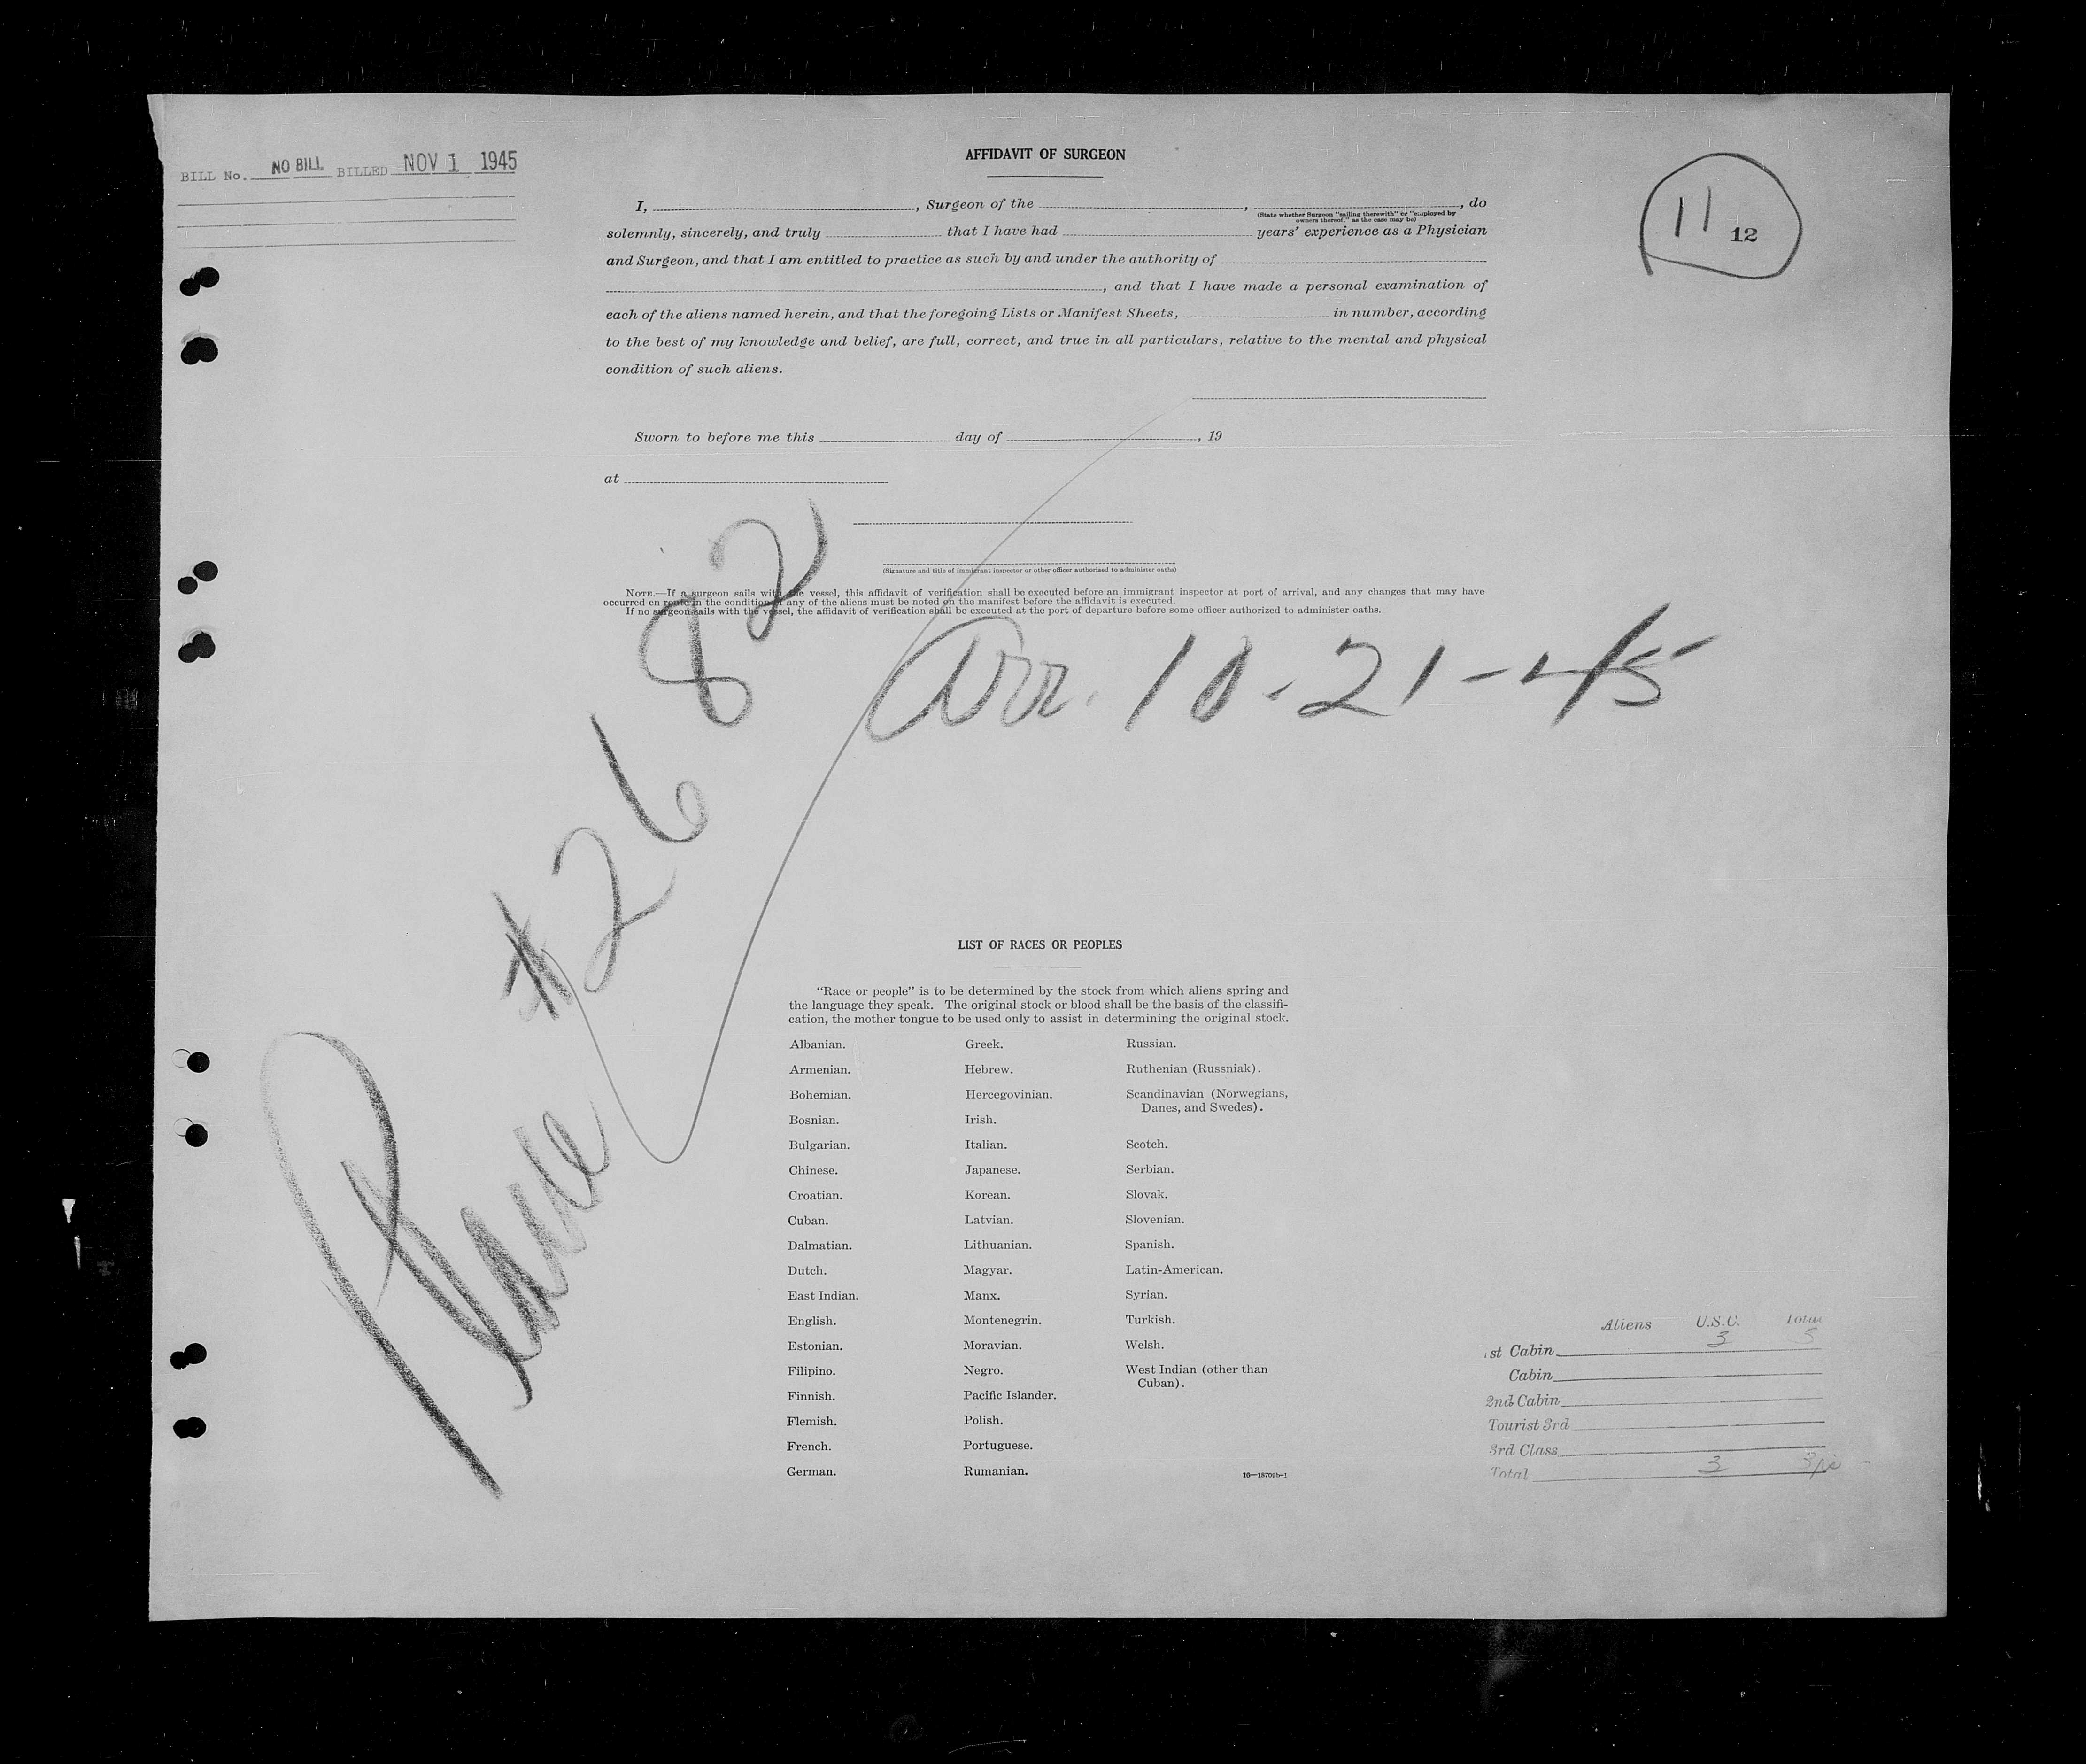 BILL No. NO BILL BILLED NOV 1 1945
AFFIDAVIT OF SURGEON
11 12
I, , Surgeon of the , , do
(State whether Surgeon "sailing therewith" or "employed by
owners thereof," as the case may be)
solemnly, sincerely, and truly that I have had years' experience as a Physician
and Surgeon, and that I am entitled to practice as such by and under the authority of
, and that I have made a personal examination of
each of the aliens named herein, and that the foregoing Lists or Manifest Sheets, in number, according
to the best of my knowledge and belief, are full, correct, and true in all particulars, relative to the mental and physical
condition of such aliens.
Sworn to before me this day of , 19
at
(Signature and title of immigrant inspector or other officer authorized to administer oaths)
NOTE.—If a surgeon sails with the vessel, this affidavit of verification shall be executed before an immigrant inspector at port of arrival, and any changes that may have
occurred en route in the condition of any of the aliens must be noted on the manifest before the affidavit is executed.
If no surgeon sails with the vessel, the affidavit of verification shall be executed at the port of departure before some officer authorized to administer oaths.
Arr. 10-21-45
Plane #2682
LIST OF RACES OR PEOPLES
"Race or people" is to be determined by the stock from which aliens spring and
the language they speak. The original stock or blood shall be the basis of the classifi-
cation, the mother tongue to be used only to assist in determining the original stock.
Albanian.
Armenian.
Bohemian.
Bosnian.
Bulgarian.
Chinese.
Croatian.
Cuban.
Dalmatian.
Dutch.
East Indian.
English.
Estonian.
Filipino.
Finnish.
Flemish.
French.
German.
Greek.
Hebrew.
Hercegovinian.
Irish.
Italian.
Japanese.
Korean.
Latvian.
Lithuanian.
Magyar.
Manx.
Montenegrin.
Moravian.
Negro.
Pacific Islander.
Polish.
Portuguese.
Rumanian.
Russian.
Ruthenian (Russniak).
Scandinavian (Norwegians,
Danes, and Swedes).
Scotch.
Serbian.
Slovak.
Slovenian.
Spanish.
Latin-American.
Syrian.
Turkish.
Welsh.
West Indian (other than
Cuban).
16—18709b-1
Aliens U.S.C. Total
1st Cabin 3
Cabin
2nd Cabin
Tourist 3rd
3rd Class
Total 3